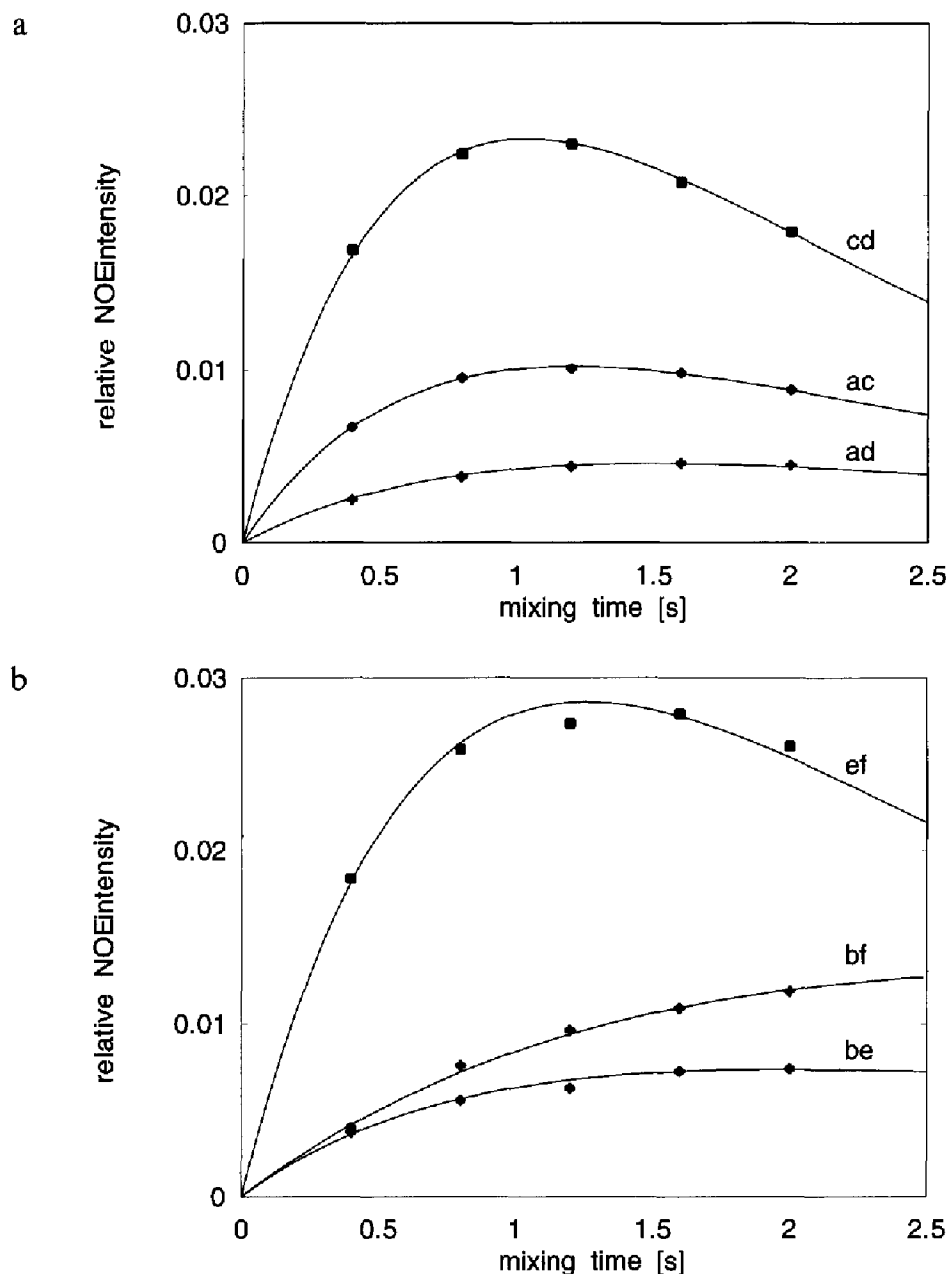 a
relative NOEintensity
0.03
0.02
0.01
0
cd
ac
ad
0 0.5 1 1.5 2 2.5
mixing time [s]
b
relative NOEintensity
0.03
0.02
0.01
0
ef
bf
be
0 0.5 1 1.5 2 2.5
mixing time [s]